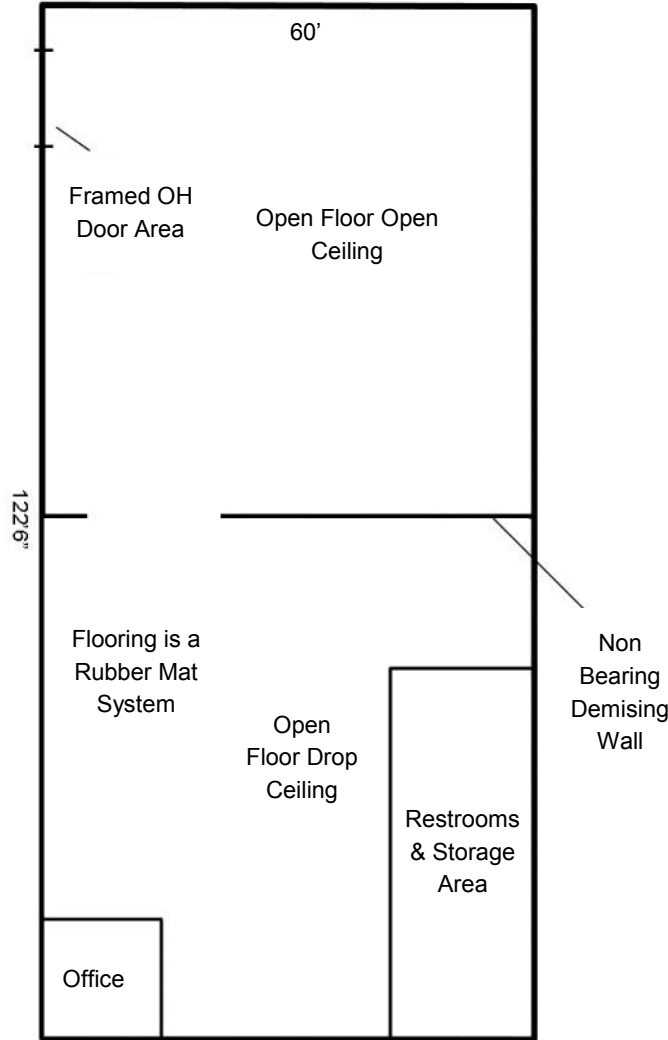 60’
Framed OH
Door Area
Open Floor Open
Ceiling
122'6"
Flooring is a
Rubber Mat
System
Open
Floor Drop
Ceiling
Non
Bearing
Demising
Wall
Restrooms
& Storage
Area
Office